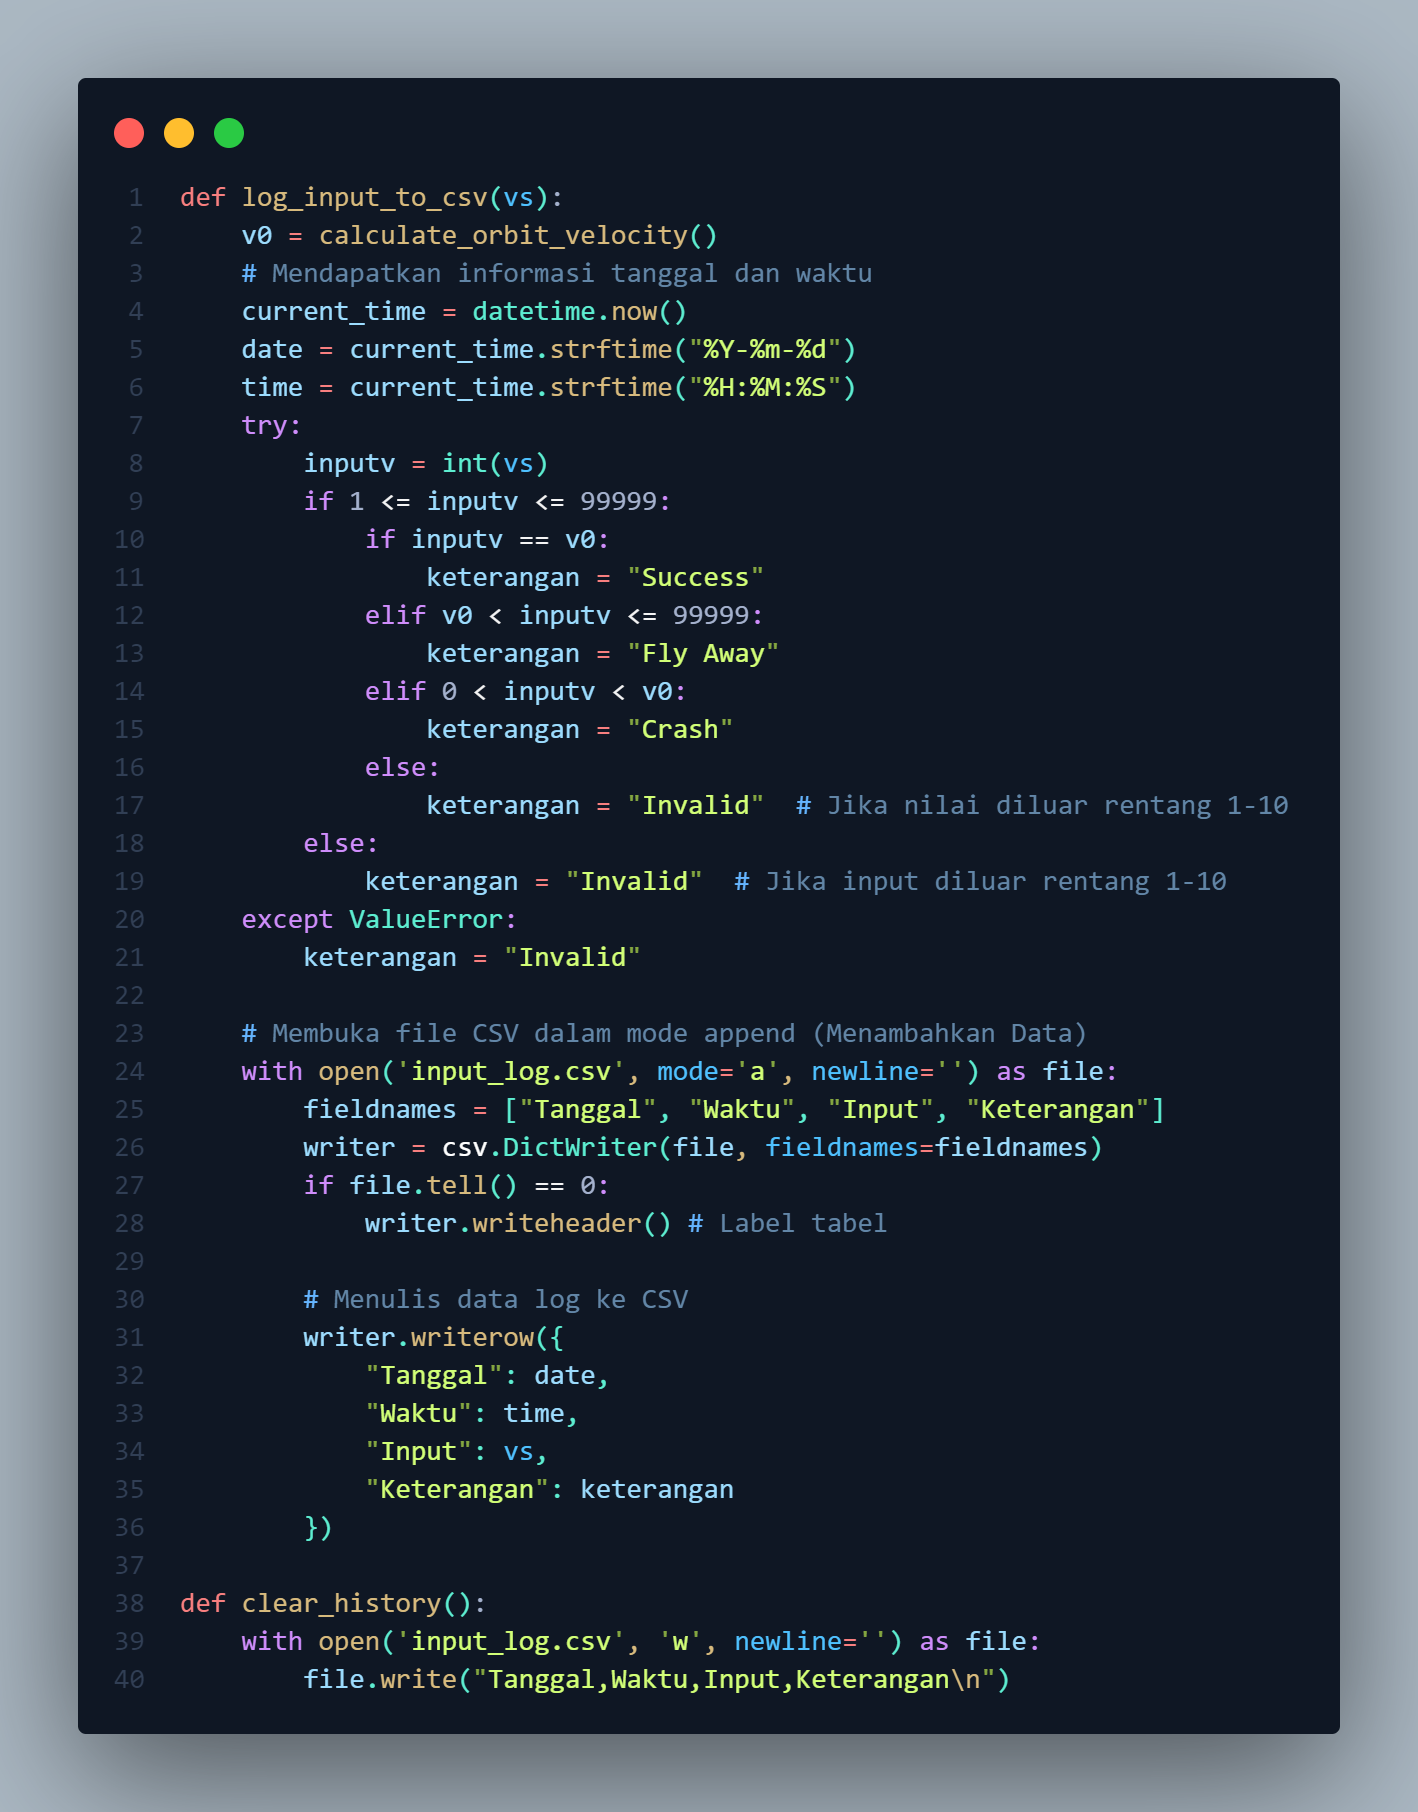 1 def log_input_to_csv(vs):
2     v0 = calculate_orbit_velocity()
3     # Mendapatkan informasi tanggal dan waktu
4     current_time = datetime.now()
5     date = current_time.strftime("%Y-%m-%d")
6     time = current_time.strftime("%H:%M:%S")
7     try:
8         inputv = int(vs)
9         if 1 <= inputv <= 99999:
10             if inputv == v0:
11                 keterangan = "Success"
12             elif v0 < inputv <= 99999:
13                 keterangan = "Fly Away"
14             elif 0 < inputv < v0:
15                 keterangan = "Crash"
16             else:
17                 keterangan = "Invalid"  # Jika nilai diluar rentang 1-10
18         else:
19             keterangan = "Invalid"  # Jika input diluar rentang 1-10
20     except ValueError:
21         keterangan = "Invalid"
22
23     # Membuka file CSV dalam mode append (Menambahkan Data)
24     with open('input_log.csv', mode='a', newline='') as file:
25         fieldnames = ["Tanggal", "Waktu", "Input", "Keterangan"]
26         writer = csv.DictWriter(file, fieldnames=fieldnames)
27         if file.tell() == 0:
28             writer.writeheader() # Label tabel
29
30         # Menulis data log ke CSV
31         writer.writerow({
32             "Tanggal": date,
33             "Waktu": time,
34             "Input": vs,
35             "Keterangan": keterangan
36         })
37
38 def clear_history():
39     with open('input_log.csv', 'w', newline='') as file:
40         file.write("Tanggal,Waktu,Input,Keterangan\n")